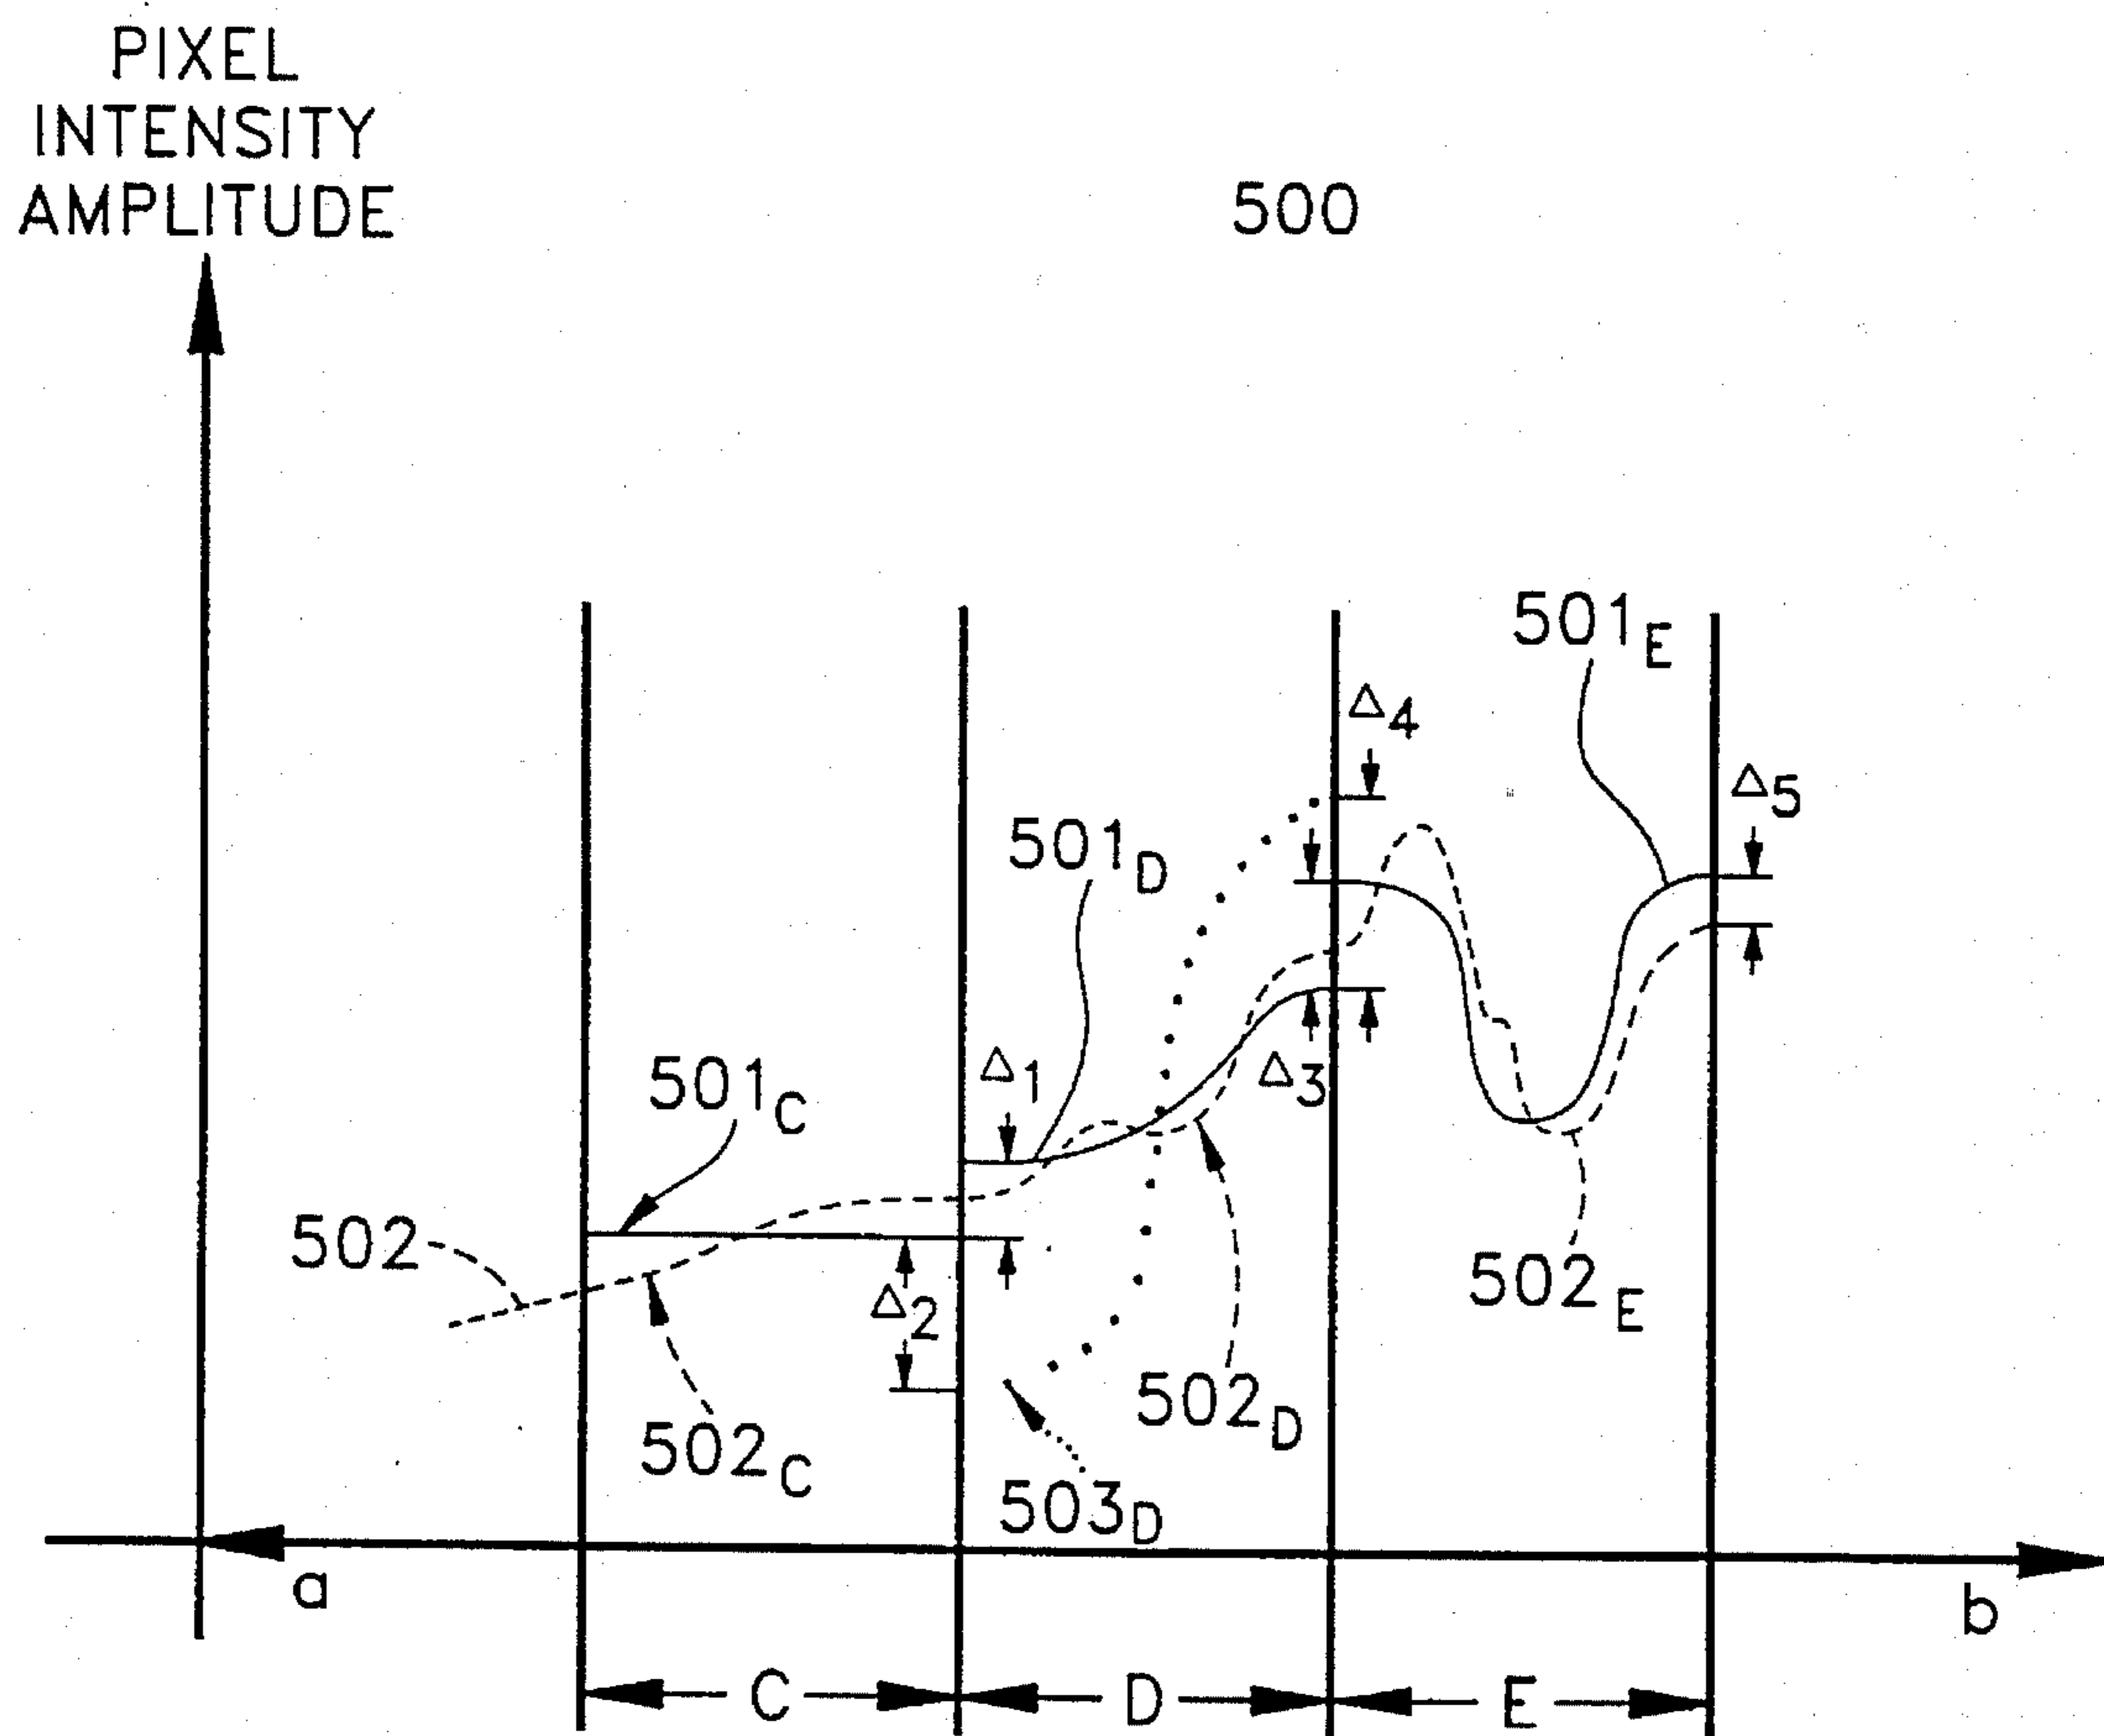 PIXEL
INTENSITY
AMPLITUDE
500
501E
Δ4
Δ5
501D
Δ1
Δ3
501C
502
Δ2
502E
502D
502C
503D
a
b
C
D
E